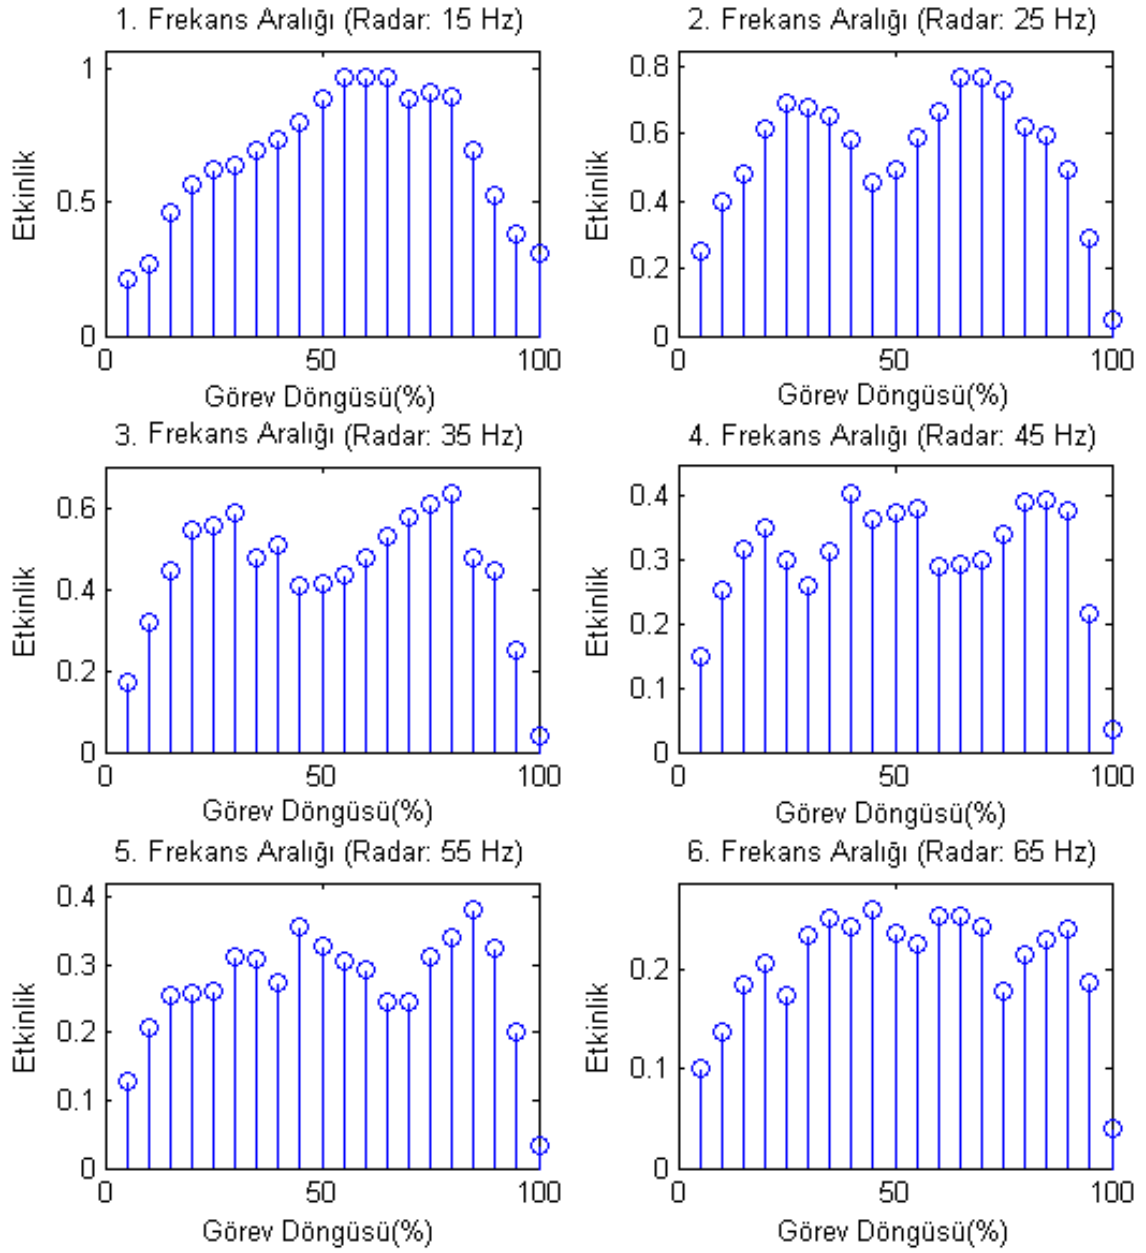 1. Frekans Aralığı (Radar: 15 Hz)
1
0.5
0
Etkinlik
0 50 100
Görev Döngüsü(%)
2. Frekans Aralığı (Radar: 25 Hz)
0.8
0.6
0.4
0.2
0
Etkinlik
0 50 100
Görev Döngüsü(%)
3. Frekans Aralığı (Radar: 35 Hz)
0.6
0.4
0.2
0
Etkinlik
0 50 100
Görev Döngüsü(%)
4. Frekans Aralığı (Radar: 45 Hz)
0.4
0.3
0.2
0.1
0
Etkinlik
0 50 100
Görev Döngüsü(%)
5. Frekans Aralığı (Radar: 55 Hz)
0.4
0.3
0.2
0.1
0
Etkinlik
0 50 100
Görev Döngüsü(%)
6. Frekans Aralığı (Radar: 65 Hz)
0.2
0.1
0
Etkinlik
0 50 100
Görev Döngüsü(%)